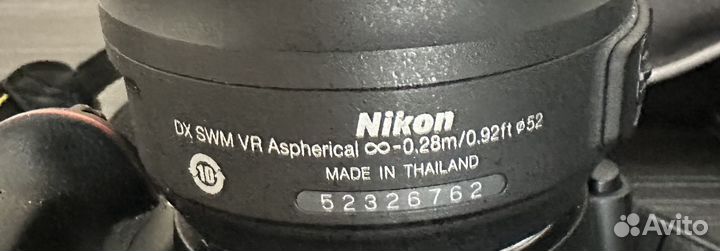 Nikon
DX SWM VR Aspherical ∞-0.28m/0.92ft ø52
10
MADE IN THAILAND
52326762
Avito